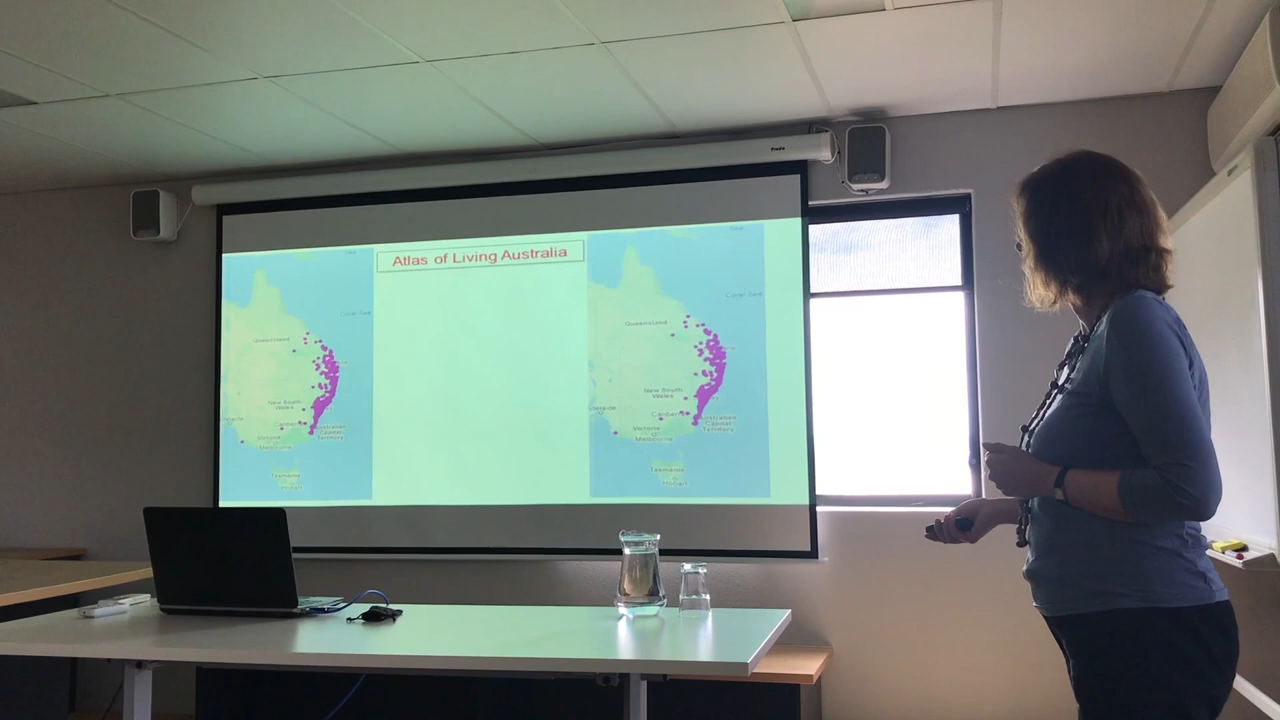 Atlas of Living Australia
Coral Sea
Queensland
New South
Wales
Canberra
Australian
Capital
Territory
Victoria
Melbourne
Tasmania
Hobart
Coral Sea
Queensland
New South
Wales
Adelaide
Canberra
Australian
Capital
Territory
Victoria
Melbourne
Tasmania
Hobart